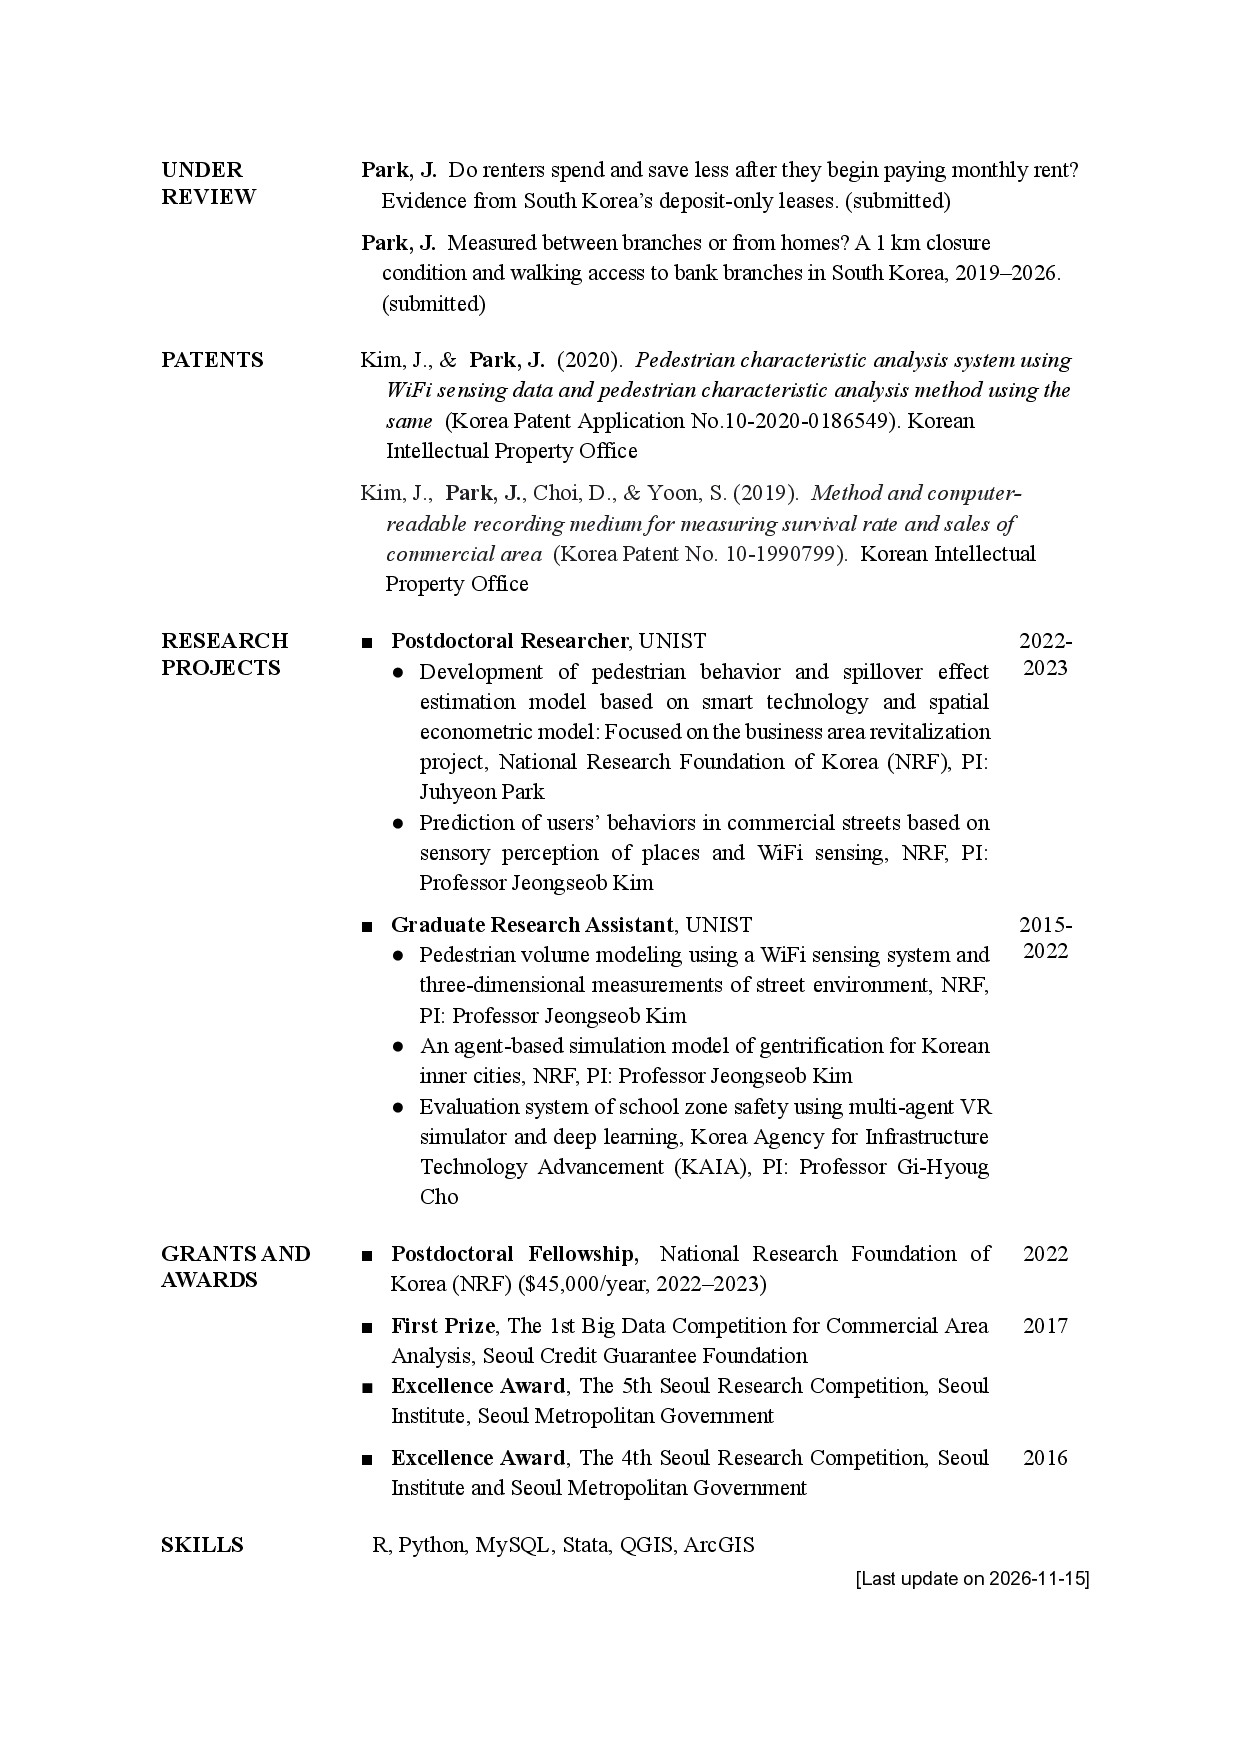 UNDER
REVIEW
Park, J. Do renters spend and save less after they begin paying monthly rent?
Evidence from South Korea’s deposit-only leases. (submitted)
Park, J. Measured between branches or from homes? A 1 km closure
condition and walking access to bank branches in South Korea, 2019–2026.
(submitted)
PATENTS
Kim, J., & Park, J. (2020). Pedestrian characteristic analysis system using
WiFi sensing data and pedestrian characteristic analysis method using the
same (Korea Patent Application No.10-2020-0186549). Korean
Intellectual Property Office
Kim, J., Park, J., Choi, D., & Yoon, S. (2019). Method and computer-
readable recording medium for measuring survival rate and sales of
commercial area (Korea Patent No. 10-1990799). Korean Intellectual
Property Office
RESEARCH
PROJECTS
■ Postdoctoral Researcher, UNIST
2022-
2023
● Development of pedestrian behavior and spillover effect
estimation model based on smart technology and spatial
econometric model: Focused on the business area revitalization
project, National Research Foundation of Korea (NRF), PI:
Juhyeon Park
● Prediction of users’ behaviors in commercial streets based on
sensory perception of places and WiFi sensing, NRF, PI:
Professor Jeongseob Kim
■ Graduate Research Assistant, UNIST
2015-
2022
● Pedestrian volume modeling using a WiFi sensing system and
three-dimensional measurements of street environment, NRF,
PI: Professor Jeongseob Kim
● An agent-based simulation model of gentrification for Korean
inner cities, NRF, PI: Professor Jeongseob Kim
● Evaluation system of school zone safety using multi-agent VR
simulator and deep learning, Korea Agency for Infrastructure
Technology Advancement (KAIA), PI: Professor Gi-Hyoug
Cho
GRANTS AND
AWARDS
■ Postdoctoral Fellowship, National Research Foundation of
Korea (NRF) ($45,000/year, 2022–2023)
2022
■ First Prize, The 1st Big Data Competition for Commercial Area
Analysis, Seoul Credit Guarantee Foundation
2017
■ Excellence Award, The 5th Seoul Research Competition, Seoul
Institute, Seoul Metropolitan Government
■ Excellence Award, The 4th Seoul Research Competition, Seoul
Institute and Seoul Metropolitan Government
2016
SKILLS
R, Python, MySQL, Stata, QGIS, ArcGIS
[Last update on 2026-11-15]